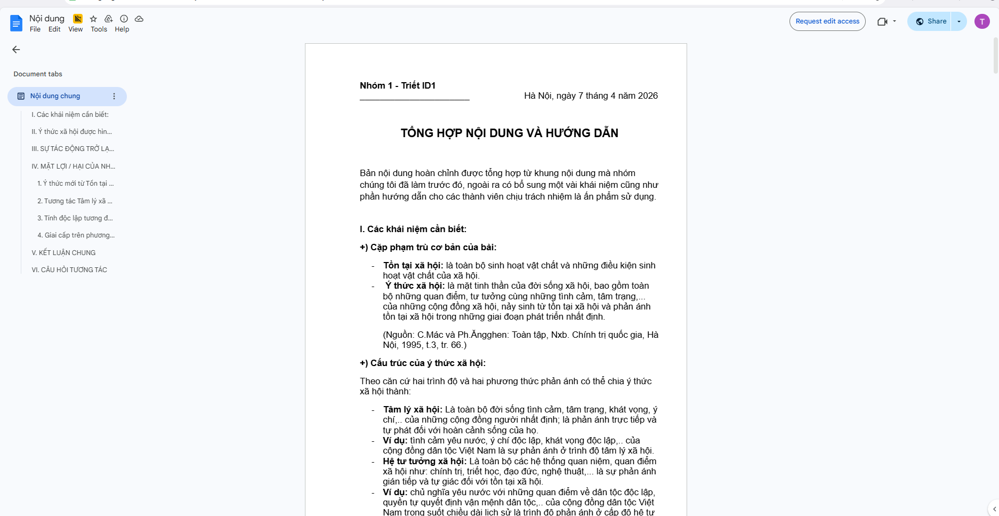 Nội dung
File Edit View Tools Help
Request edit access
Share
T
Document tabs
Nội dung chung
I. Các khái niệm cần biết:
II. Ý thức xã hội được hìn...
III. SỰ TÁC ĐỘNG TRỞ LẠ...
IV. MẶT LỢI / HẠI CỦA NH...
1. Ý thức mới từ Tồn tại ...
2. Tương tác Tâm lý xã ...
3. Tính độc lập tương đ...
4. Giai cấp trên phương...
V. KẾT LUẬN CHUNG
VI. CÂU HỎI TƯƠNG TÁC
Nhóm 1 - Triết ID1
Hà Nội, ngày 7 tháng 4 năm 2026
TỔNG HỢP NỘI DUNG VÀ HƯỚNG DẪN
Bản nội dung hoàn chỉnh được tổng hợp từ khung nội dung mà nhóm
chúng tôi đã làm trước đó, ngoài ra có bổ sung một vài khái niệm cũng như
phần hướng dẫn cho các thành viên chịu trách nhiệm là ấn phẩm sử dụng.
I. Các khái niệm cần biết:
+) Cặp phạm trù cơ bản của bài:
- Tồn tại xã hội: là toàn bộ sinh hoạt vật chất và những điều kiện sinh
hoạt vật chất của xã hội.
- Ý thức xã hội: là mặt tinh thần của đời sống xã hội, bao gồm toàn
bộ những quan điểm, tư tưởng cùng những tình cảm, tâm trạng,...
của những cộng đồng xã hội, nảy sinh từ tồn tại xã hội và phản ánh
tồn tại xã hội trong những giai đoạn phát triển nhất định.
(Nguồn: C.Mác và Ph.Ăngghen: Toàn tập, Nxb. Chính trị quốc gia, Hà
Nội, 1995, t.3, tr. 66.)
+) Cấu trúc của ý thức xã hội:
Theo căn cứ hai trình độ và hai phương thức phản ánh có thể chia ý thức
xã hội thành:
- Tâm lý xã hội: Là toàn bộ đời sống tình cảm, tâm trạng, khát vọng, ý
chí,.. của những cộng đồng người nhất định; là phản ánh trực tiếp và
tự phát đối với hoàn cảnh sống của họ.
- Ví dụ: tình cảm yêu nước, ý chí độc lập, khát vọng độc lập,.. của
cộng đồng dân tộc Việt Nam là sự phản ánh ở trình độ tâm lý xã hội.
- Hệ tư tưởng xã hội: Là toàn bộ các hệ thống quan niệm, quan điểm
xã hội như: chính trị, triết học, đạo đức, nghệ thuật,... là sự phản ánh
gián tiếp và tự giác đối với tồn tại xã hội.
- Ví dụ: chủ nghĩa yêu nước với những quan điểm về dân tộc độc lập,
quyền tự quyết định vận mệnh dân tộc,.. của cộng đồng dân tộc Việt
Nam trong suốt chiều dài lịch sử là trình độ phản ánh ở cấp độ hệ tư